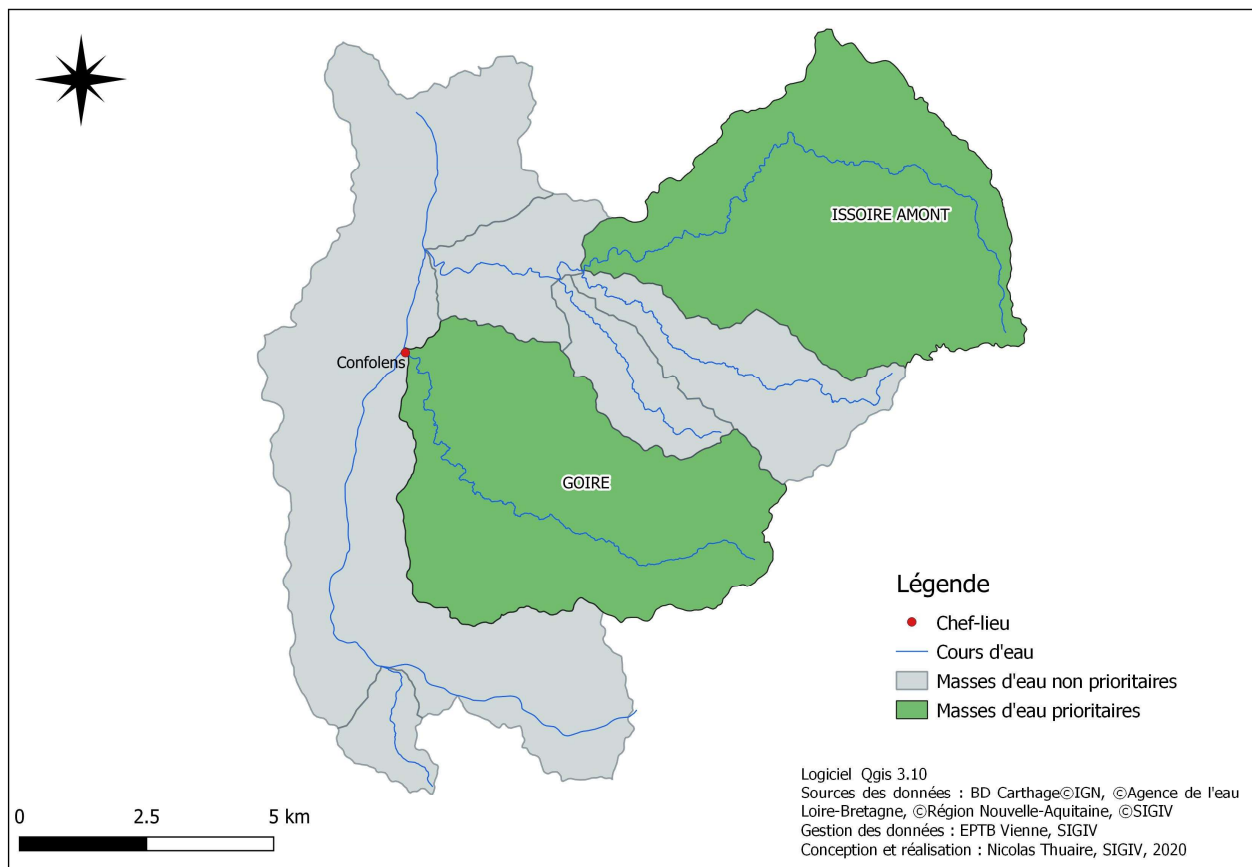 ISSOIRE AMONT
Confolens
GOIRE
Légende
Chef-lieu
Cours d'eau
Masses d'eau non prioritaires
Masses d'eau prioritaires
Logiciel Qgis 3.10
Sources des données : BD Carthage©IGN, ©Agence de l'eau
Loire-Bretagne, ©Région Nouvelle-Aquitaine, ©SIGIV
Gestion des données : EPTB Vienne, SIGIV
Conception et réalisation : Nicolas Thuaire, SIGIV, 2020
0 2.5 5 km